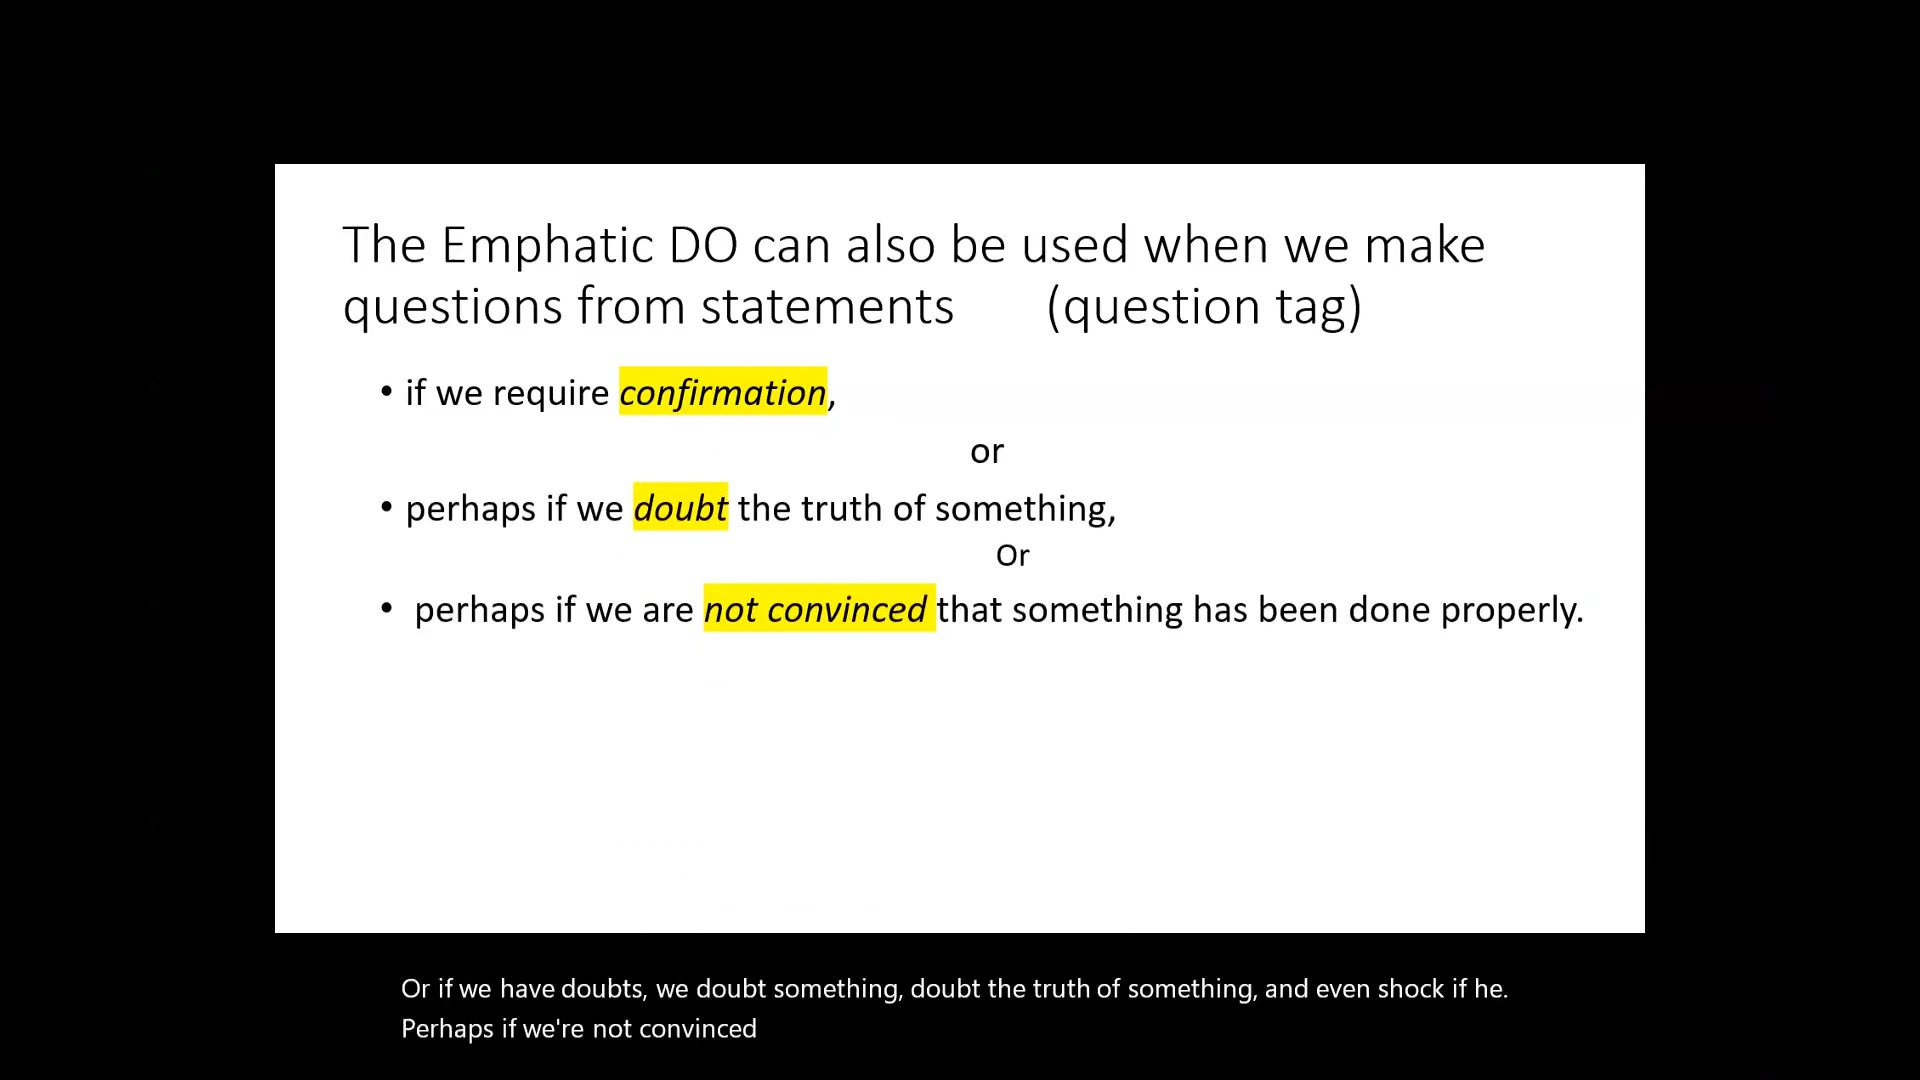 The Emphatic DO can also be used when we make
questions from statements (question tag)
• if we require confirmation,
or
• perhaps if we doubt the truth of something,
Or
• perhaps if we are not convinced that something has been done properly.
Or if we have doubts, we doubt something, doubt the truth of something, and even shock if he.
Perhaps if we're not convinced